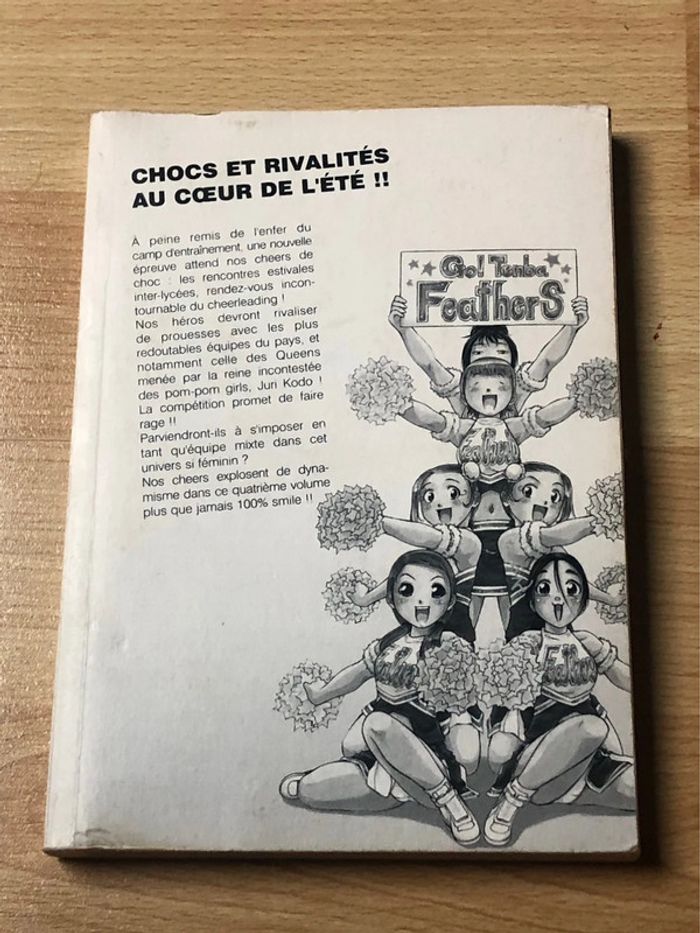 CHOCS ET RIVALITÉS
AU CŒUR DE L'ÉTÉ !!
À peine remis de l'enfer du
camp d'entraînement, une nouvelle
épreuve attend nos cheers de
choc : les rencontres estivales
inter-lycées, rendez-vous incon-
tournable du cheerleading !
Nos héros devront rivaliser
de prouesses avec les plus
redoutables équipes du pays, et
notamment celle des Queens
menée par la reine incontestée
des pom-pom girls, Juri Kodo !
La compétition promet de faire
rage !!
Parviendront-ils à s'imposer en
tant qu'équipe mixte dans cet
univers si féminin ?
Nos cheers explosent de dyna-
misme dans ce quatrième volume
plus que jamais 100% smile !!
Go! Tenba
Feathers